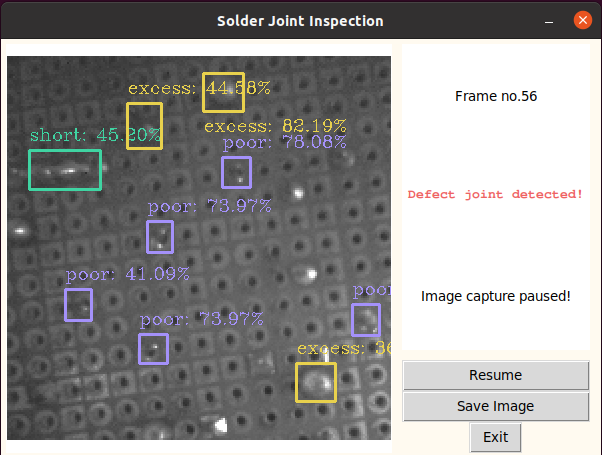 Solder Joint Inspection
excess: 44.58%
excess: 82.19%
short: 45.20%
poor: 78.08%
poor: 73.97%
poor: 41.09%
poor
poor: 73.97%
excess: 36
Frame no.56
Defect joint detected!
Image capture paused!
Resume
Save Image
Exit